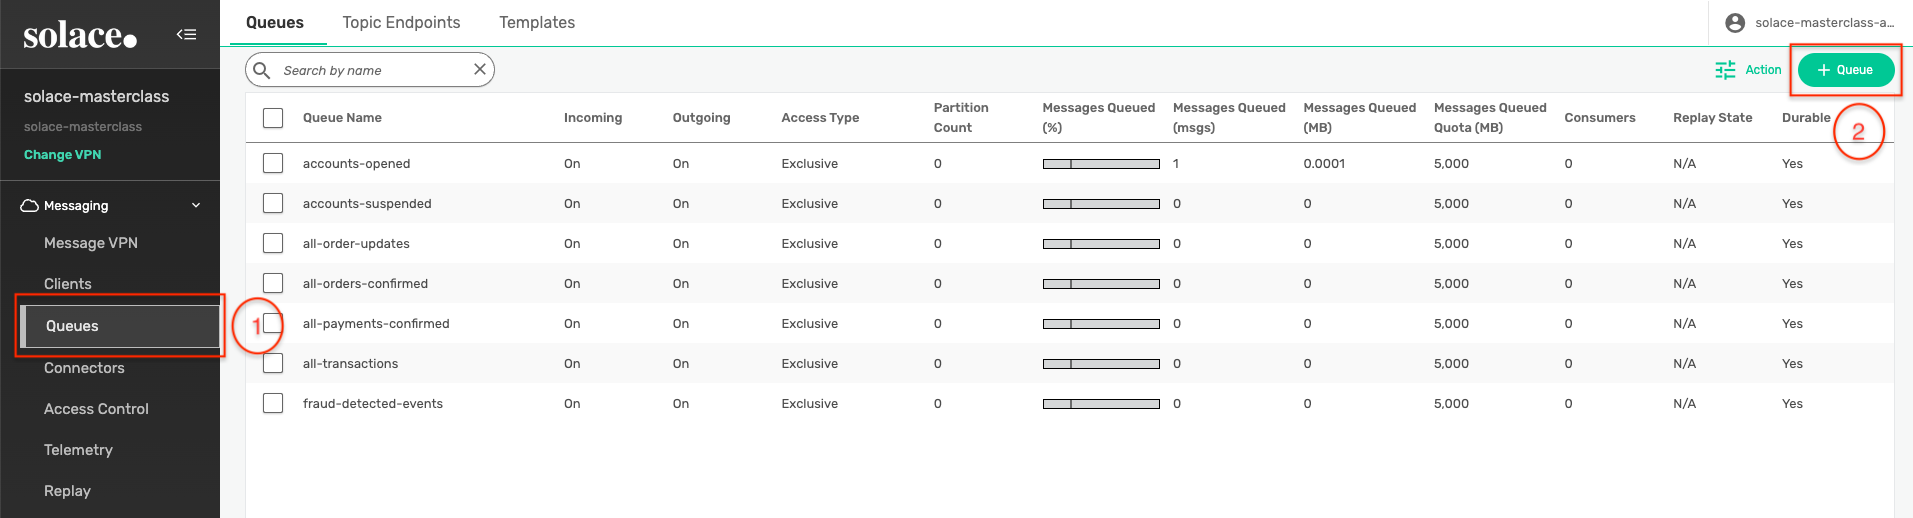 solace.
solace-masterclass
solace-masterclass
Change VPN
Messaging
Message VPN
Clients
Queues
Connectors
Access Control
Telemetry
Replay
1
Queues Topic Endpoints Templates
solace-masterclass-a...
Search by name
Action
+ Queue
2
Queue Name Incoming Outgoing Access Type Partition Count Messages Queued (%) Messages Queued (msgs) Messages Queued (MB) Messages Queued Quota (MB) Consumers Replay State Durable
accounts-opened On On Exclusive 0 1 0.0001 5,000 0 N/A Yes
accounts-suspended On On Exclusive 0 0 0 5,000 0 N/A Yes
all-order-updates On On Exclusive 0 0 0 5,000 0 N/A Yes
all-orders-confirmed On On Exclusive 0 0 0 5,000 0 N/A Yes
all-payments-confirmed On On Exclusive 0 0 0 5,000 0 N/A Yes
all-transactions On On Exclusive 0 0 0 5,000 0 N/A Yes
fraud-detected-events On On Exclusive 0 0 0 5,000 0 N/A Yes